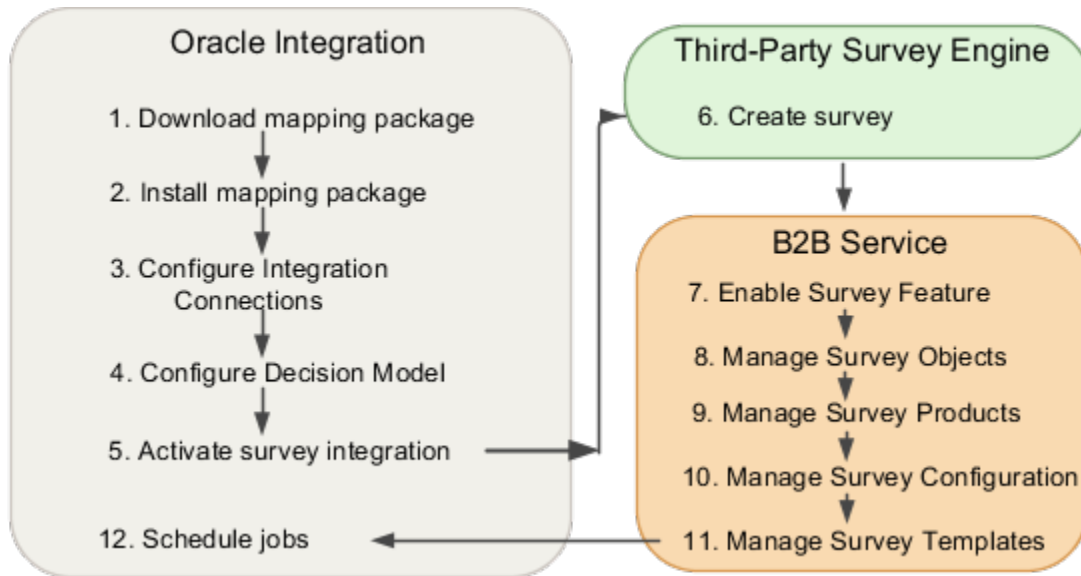 Oracle Integration
1. Download mapping package
2. Install mapping package
3. Configure Integration
Connections
4. Configure Decision Model
5. Activate survey integration
12. Schedule jobs
Third-Party Survey Engine
6. Create survey
B2B Service
7. Enable Survey Feature
8. Manage Survey Objects
9. Manage Survey Products
10. Manage Survey Configuration
11. Manage Survey Templates